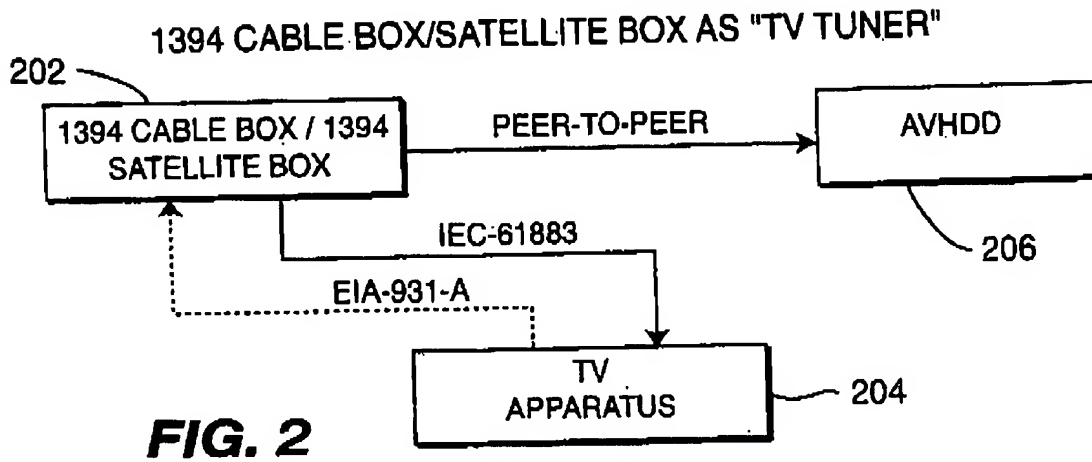 1394 CABLE BOX/SATELLITE BOX AS "TV TUNER"
202
1394 CABLE BOX / 1394
SATELLITE BOX
PEER-TO-PEER
AVHDD
206
IEC-61883
EIA-931-A
TV
APPARATUS
204
FIG. 2